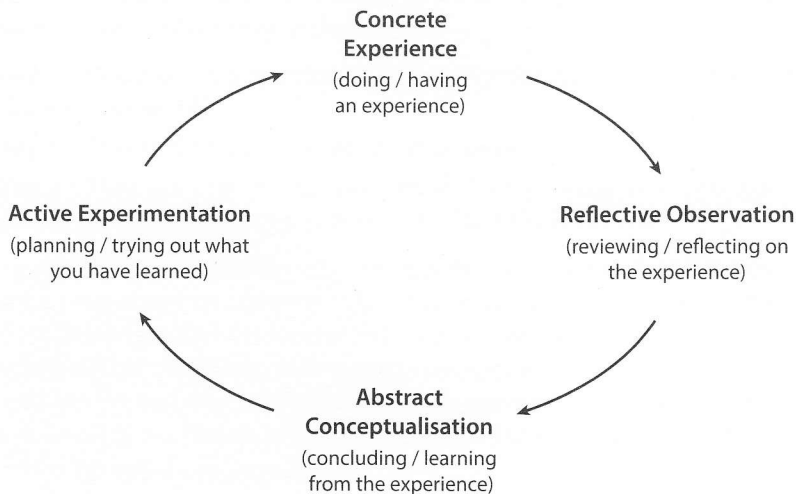 Concrete
Experience
(doing / having
an experience)
Active Experimentation
(planning / trying out what
you have learned)
Reflective Observation
(reviewing / reflecting on
the experience)
Abstract
Conceptualisation
(concluding / learning
from the experience)